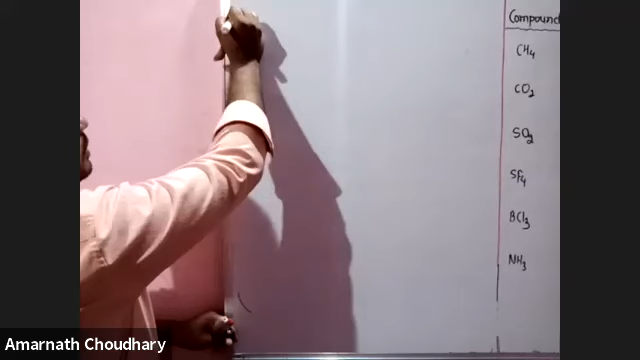 Compound
CH4
CO2
SO2
SF4
BCl3
NH3
Amarnath Choudhary